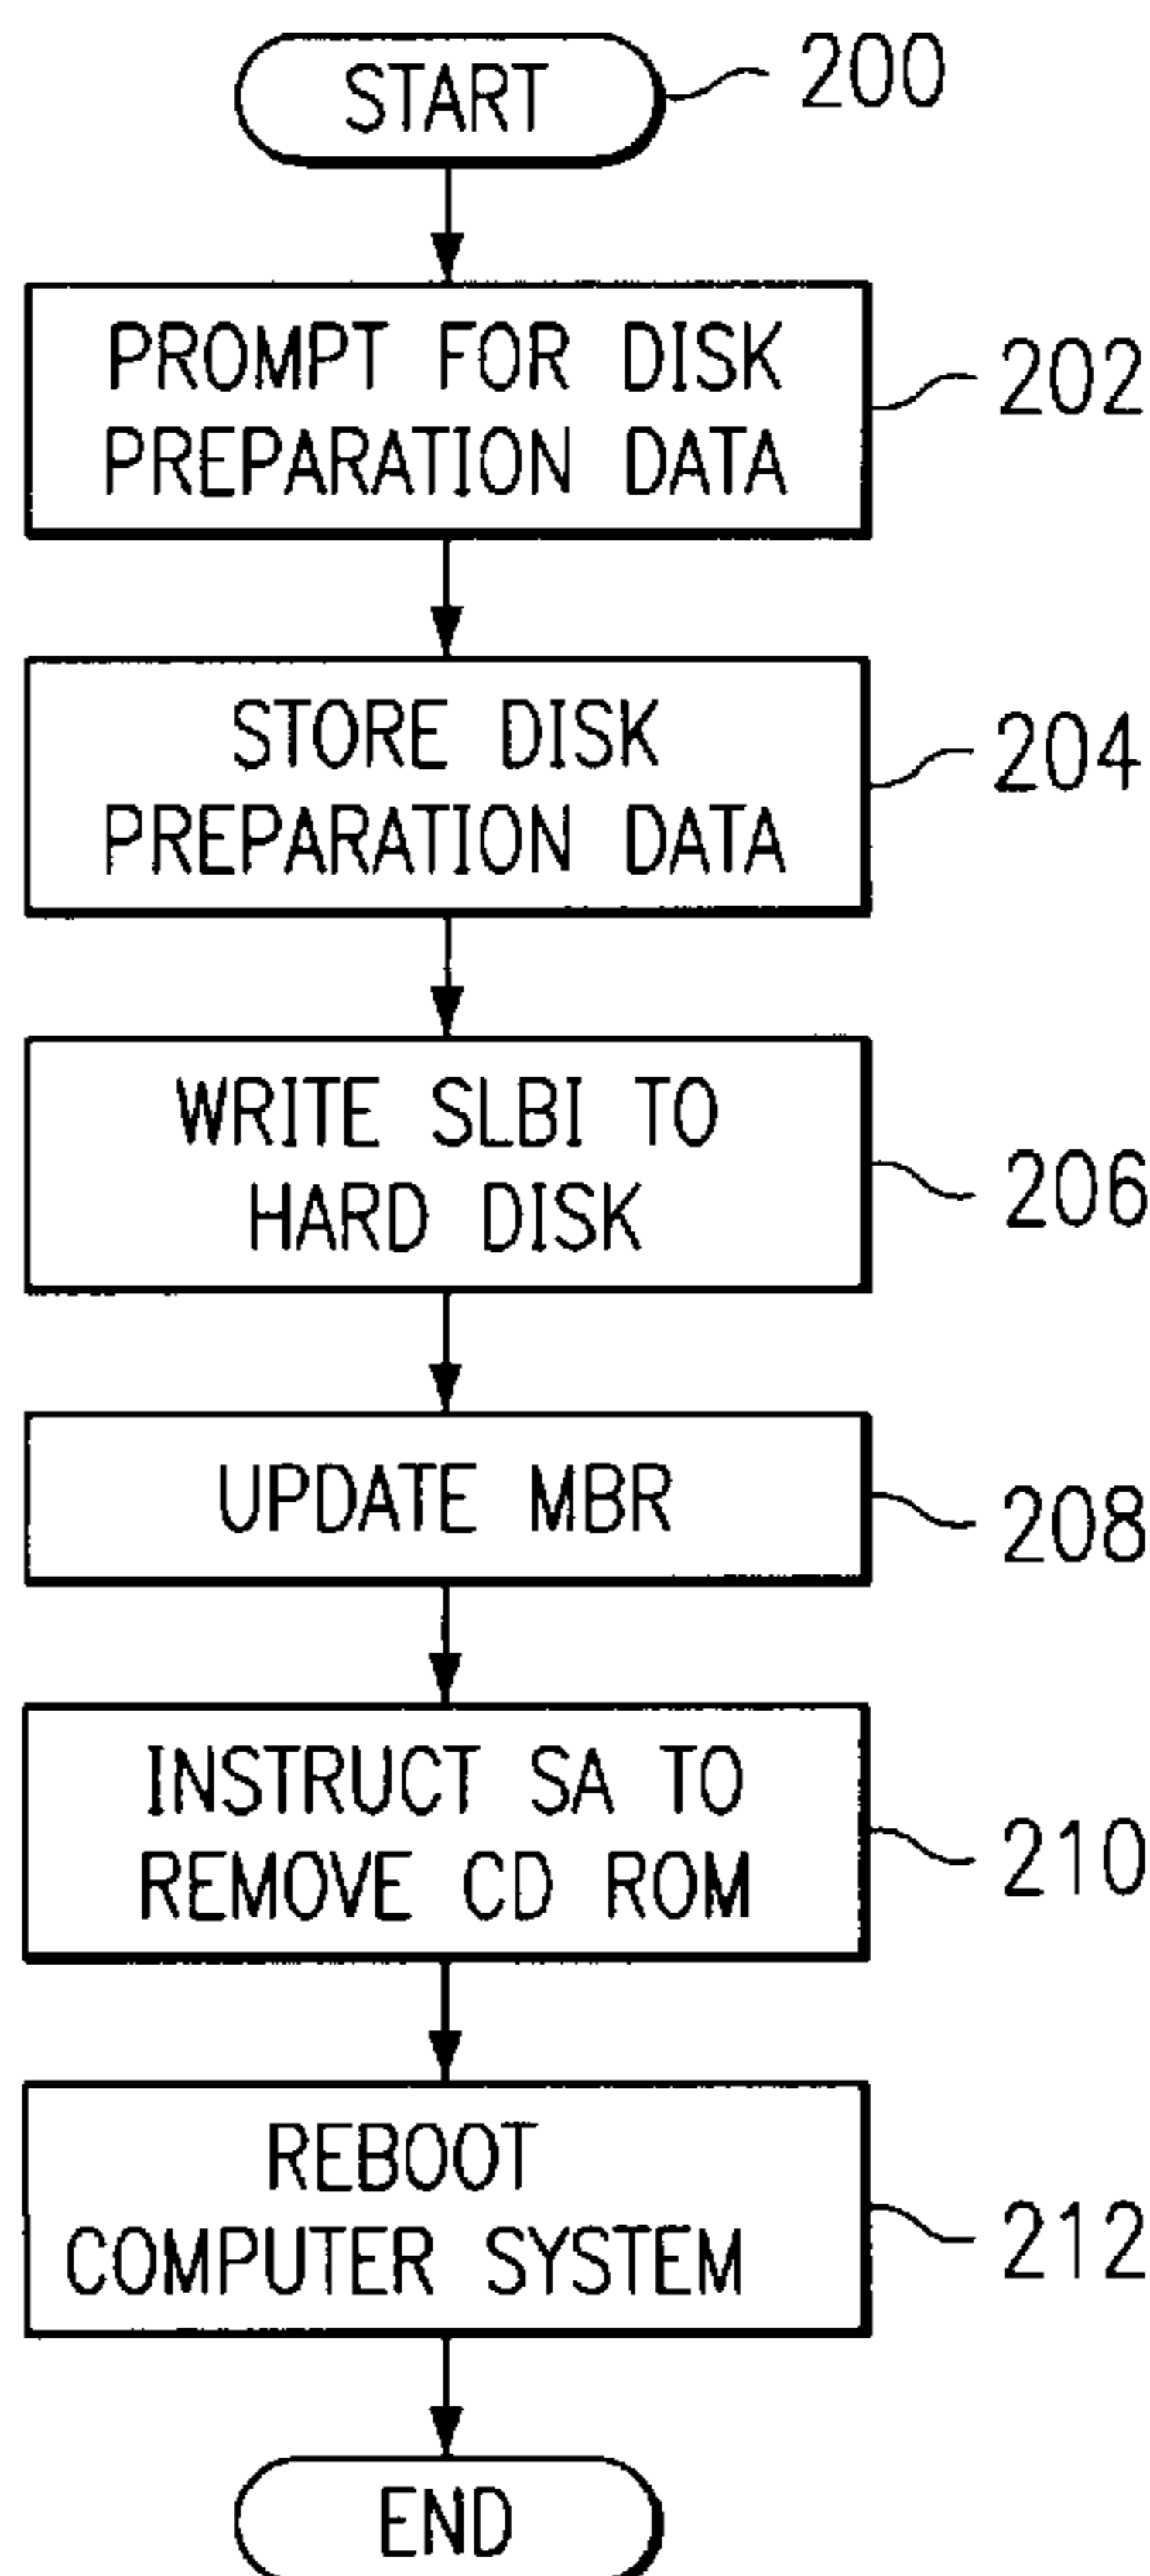 START
200
PROMPT FOR DISK
PREPARATION DATA
202
STORE DISK
PREPARATION DATA
204
WRITE SLBI TO
HARD DISK
206
UPDATE MBR
208
INSTRUCT SA TO
REMOVE CD ROM
210
REBOOT
COMPUTER SYSTEM
212
END